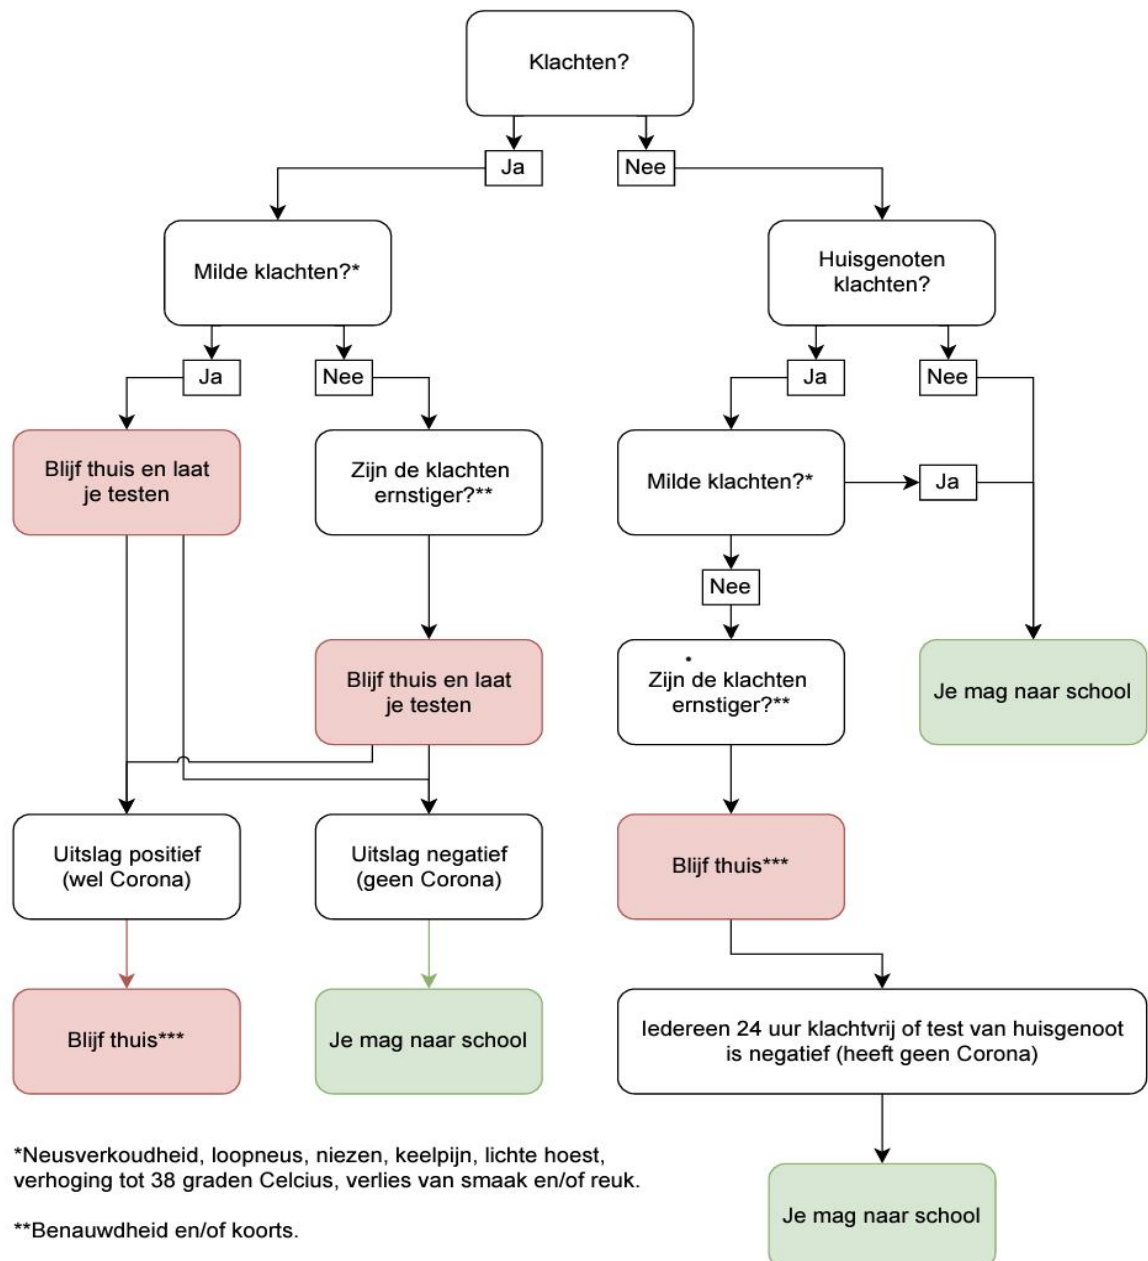 Klachten?
Ja
Nee
Milde klachten?*
Huisgenoten
klachten?
Ja
Nee
Ja
Nee
Blijf thuis en laat
je testen
Zijn de klachten
ernstiger?**
Milde klachten?*
Ja
Nee
Blijf thuis en laat
je testen
Zijn de klachten
ernstiger?**
Je mag naar school
Uitslag positief
(wel Corona)
Uitslag negatief
(geen Corona)
Blijf thuis***
Blijf thuis***
Je mag naar school
Iedereen 24 uur klachtvrij of test van huisgenoot
is negatief (heeft geen Corona)
*Neusverkoudheid, loopneus, niezen, keelpijn, lichte hoest,
verhoging tot 38 graden Celcius, verlies van smaak en/of reuk.
**Benauwdheid en/of koorts.
Je mag naar school